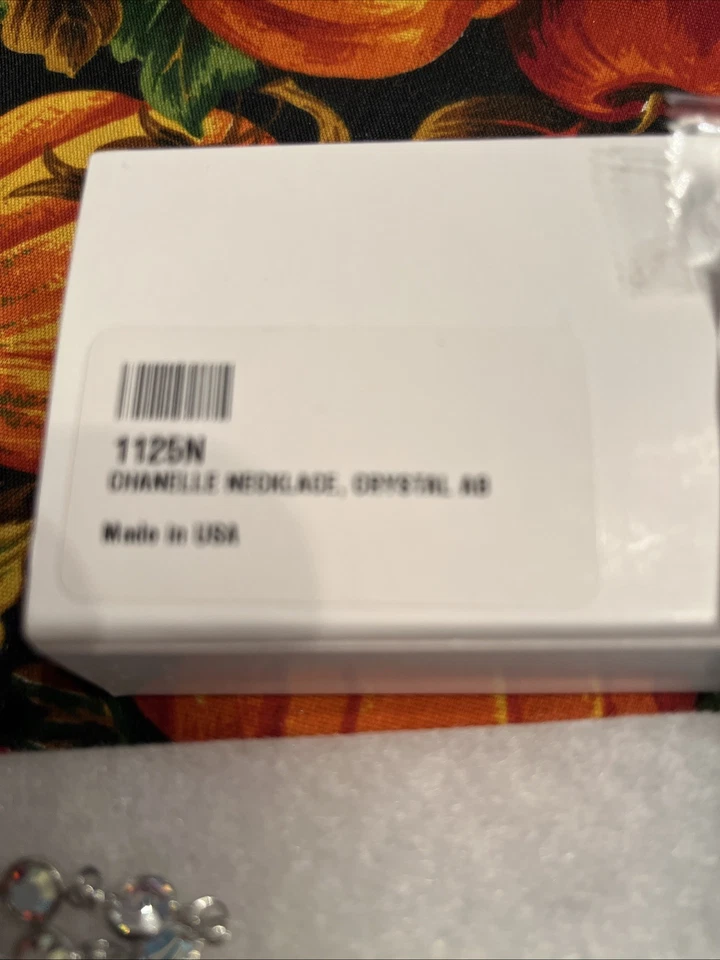 1125N
CHANELLE NECKLACE, CRYSTAL AB
Made in USA